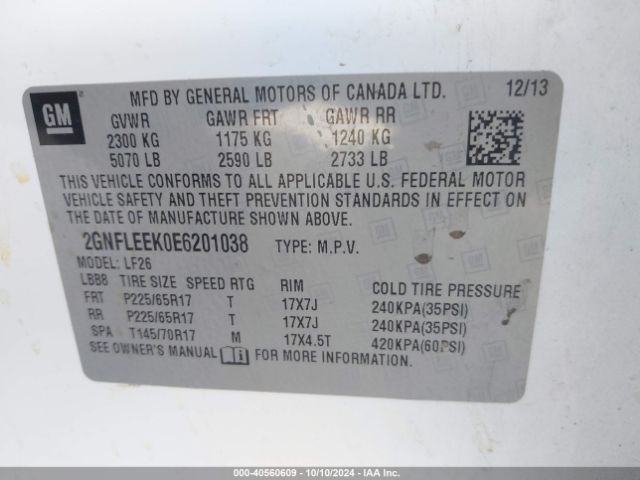 GM
MFD BY GENERAL MOTORS OF CANADA LTD. 12/13
GVWR GAWR FRT GAWR RR
2300 KG 1175 KG 1240 KG
5070 LB 2590 LB 2733 LB
THIS VEHICLE CONFORMS TO ALL APPLICABLE U.S. FEDERAL MOTOR
VEHICLE SAFETY AND THEFT PREVENTION STANDARDS IN EFFECT ON
THE DATE OF MANUFACTURE SHOWN ABOVE.
2GNFLEEK0E6201038 TYPE: M.P.V.
MODEL: LF26
LBB8 TIRE SIZE SPEED RTG RIM COLD TIRE PRESSURE
FRT P225/65R17 T 17X7J 240KPA(35PSI)
RR P225/65R17 T 17X7J 240KPA(35PSI)
SPA T145/70R17 M 17X4.5T 420KPA(60PSI)
SEE OWNER'S MANUAL FOR MORE INFORMATION.
000-40560609 - 10/10/2024 - IAA Inc.